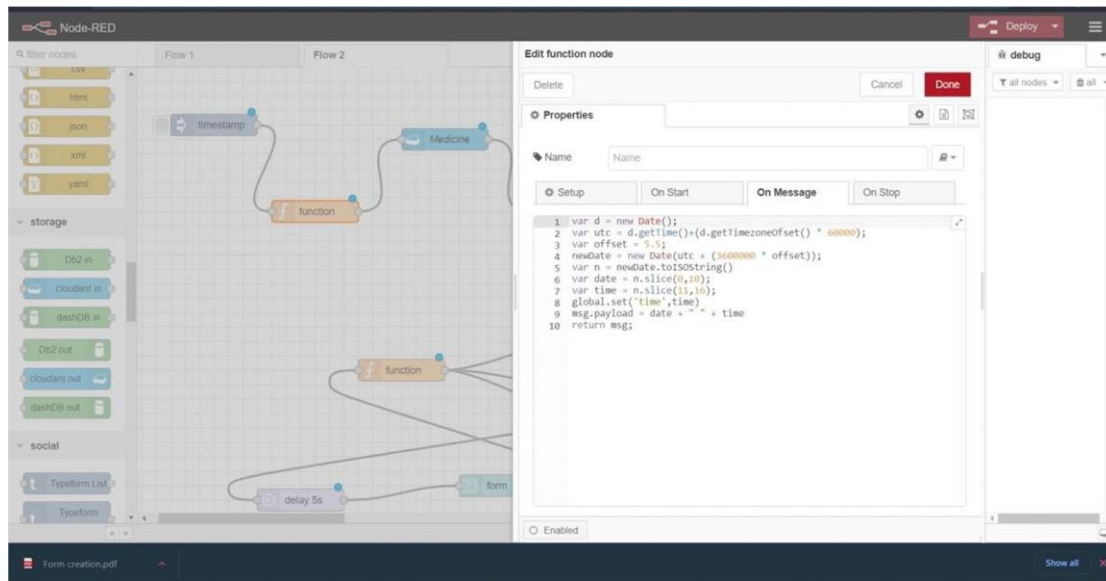 Node-RED
Deploy
filter nodes
Flow 1
Flow 2
Edit function node
debug
csv
html
json
xml
yaml
storage
Db2 in
cloudant in
dashDB in
Db2 out
cloudant out
dashDB out
social
Typeform List
Typeform
timestamp
Medicine
function
function
delay 5s
form
Delete
Cancel
Done
Properties
Name
Name
Setup
On Start
On Message
On Stop
1 var d = new Date();
2 var utc = d.getTime()+(d.getTimezoneOfset() * 60000);
3 var offset = 5.5;
4 newDate = new Date(utc + (3600000 * offset));
5 var n = newDate.toISOString()
6 var date = n.slice(0,10);
7 var time = n.slice(11,16);
8 global.set('time',time)
9 msg.payload = date + " " + time
10 return msg;
Enabled
all nodes
all
Form creation.pdf
Show all